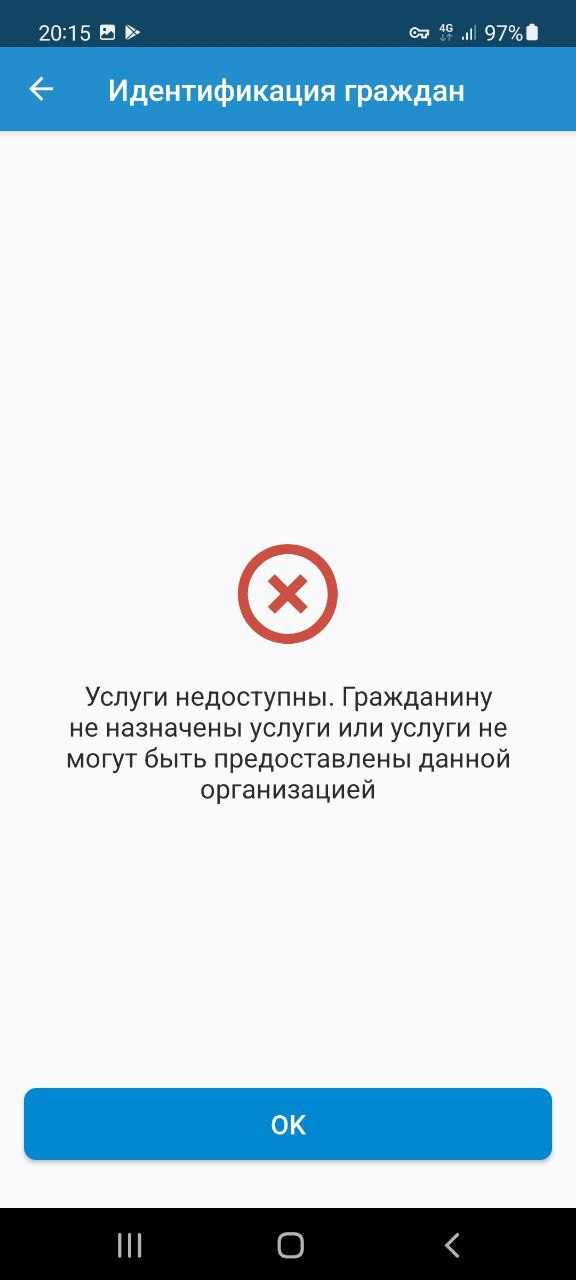 20:15 4G 97%
Идентификация граждан
Услуги недоступны. Гражданину
не назначены услуги или услуги не
могут быть предоставлены данной
организацией
OK